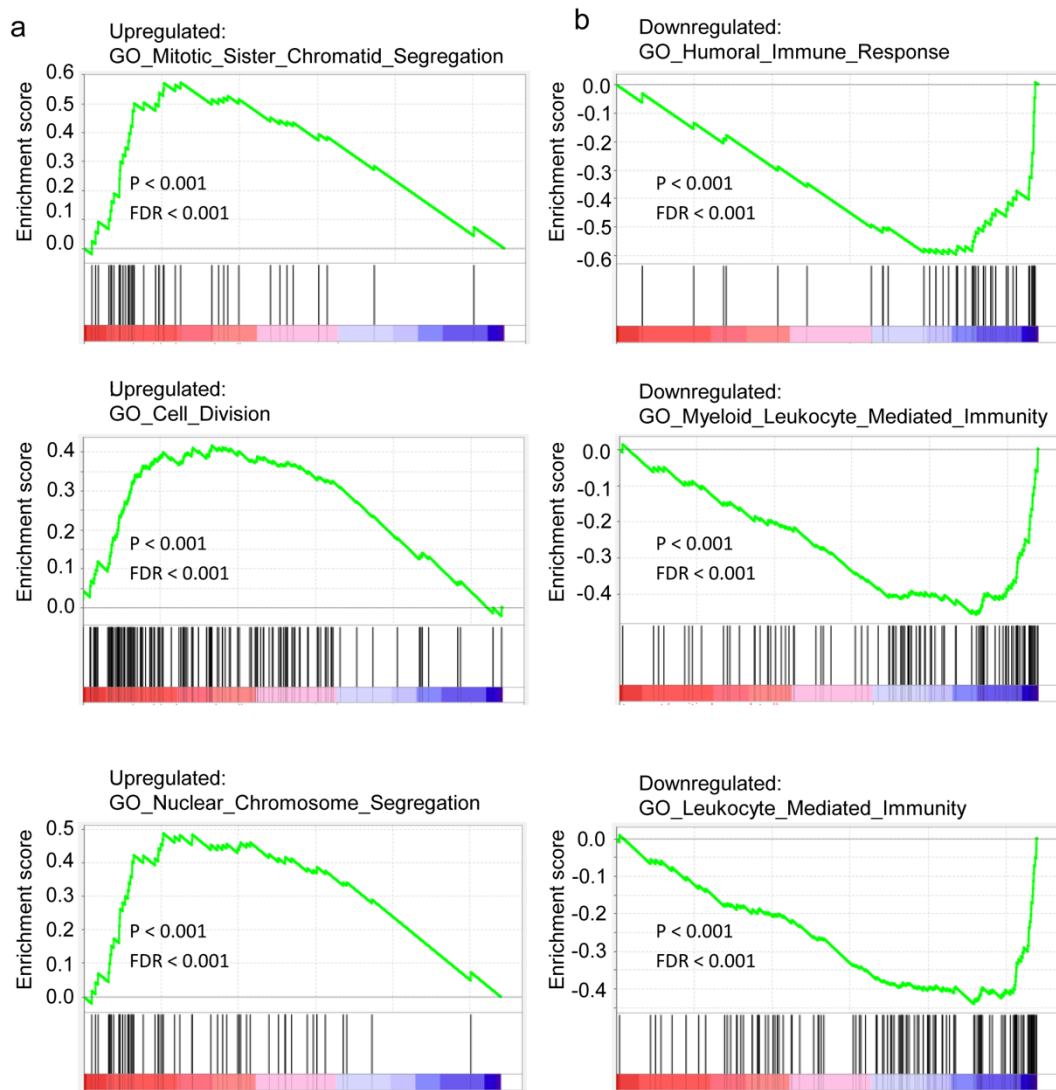 a
Upregulated:
GO_Mitotic_Sister_Chromatid_Segregation
Enrichment score
0.6
0.5
0.4
0.3
0.2
0.1
0.0
P < 0.001
FDR < 0.001
Upregulated:
GO_Cell_Division
Enrichment score
0.4
0.3
0.2
0.1
0.0
P < 0.001
FDR < 0.001
Upregulated:
GO_Nuclear_Chromosome_Segregation
Enrichment score
0.5
0.4
0.3
0.2
0.1
0.0
P < 0.001
FDR < 0.001
b
Downregulated:
GO_Humoral_Immune_Response
Enrichment score
0.0
-0.1
-0.2
-0.3
-0.4
-0.5
-0.6
P < 0.001
FDR < 0.001
Downregulated:
GO_Myeloid_Leukocyte_Mediated_Immunity
Enrichment score
0.0
-0.1
-0.2
-0.3
-0.4
P < 0.001
FDR < 0.001
Downregulated:
GO_Leukocyte_Mediated_Immunity
Enrichment score
0.0
-0.1
-0.2
-0.3
-0.4
P < 0.001
FDR < 0.001